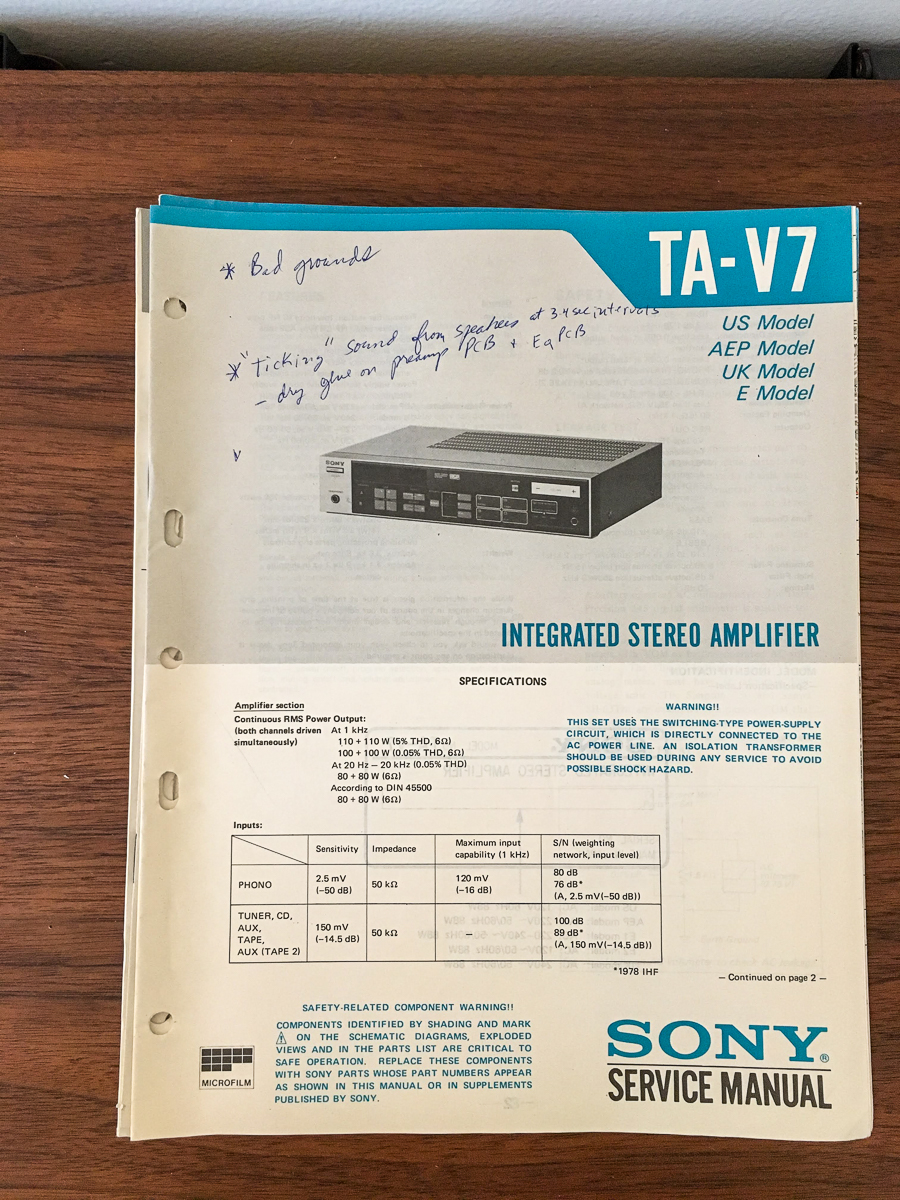 TA-V7
* Bad grounds
US Model
AEP Model
UK Model
E Model
* "Ticking" sound from speakers at 3-4 sec intervals
- dry glue on preamp PCB + Eq PCB
SONY
INTEGRATED STEREO AMPLIFIER
SPECIFICATIONS
Amplifier section
Continuous RMS Power Output:
(both channels driven simultaneously)
At 1 kHz
110 + 110 W (5% THD, 6Ω)
100 + 100 W (0.05% THD, 6Ω)
At 20 Hz – 20 kHz (0.05% THD)
80 + 80 W (6Ω)
According to DIN 45500
80 + 80 W (6Ω)
WARNING!!
THIS SET USES THE SWITCHING-TYPE POWER-SUPPLY
CIRCUIT, WHICH IS DIRECTLY CONNECTED TO THE
AC POWER LINE. AN ISOLATION TRANSFORMER
SHOULD BE USED DURING ANY SERVICE TO AVOID
POSSIBLE SHOCK HAZARD.
Inputs:
Sensitivity Impedance Maximum input capability (1 kHz) S/N (weighting network, input level)
PHONO 2.5 mV (–50 dB) 50 kΩ 120 mV (–16 dB) 80 dB 76 dB* (A, 2.5 mV(–50 dB))
TUNER, CD, AUX, TAPE, AUX (TAPE 2) 150 mV (–14.5 dB) 50 kΩ – 100 dB 89 dB* (A, 150 mV(–14.5 dB))
*1978 IHF
– Continued on page 2 –
SAFETY-RELATED COMPONENT WARNING!!
COMPONENTS IDENTIFIED BY SHADING AND MARK
⚠ ON THE SCHEMATIC DIAGRAMS, EXPLODED
VIEWS AND IN THE PARTS LIST ARE CRITICAL TO
SAFE OPERATION. REPLACE THESE COMPONENTS
WITH SONY PARTS WHOSE PART NUMBERS APPEAR
AS SHOWN IN THIS MANUAL OR IN SUPPLEMENTS
PUBLISHED BY SONY.
MICROFILM
SONY®
SERVICE MANUAL